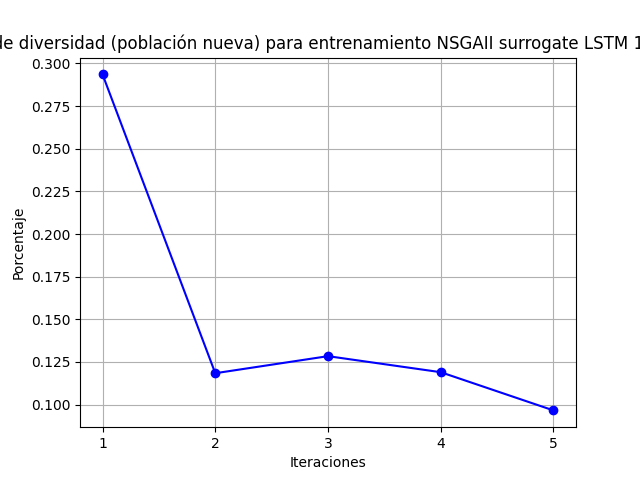 de diversidad (población nueva) para entrenamiento NSGAII surrogate LSTM 1
0.300
0.275
0.250
0.225
0.200
0.175
0.150
0.125
0.100
Porcentaje
1 2 3 4 5
Iteraciones